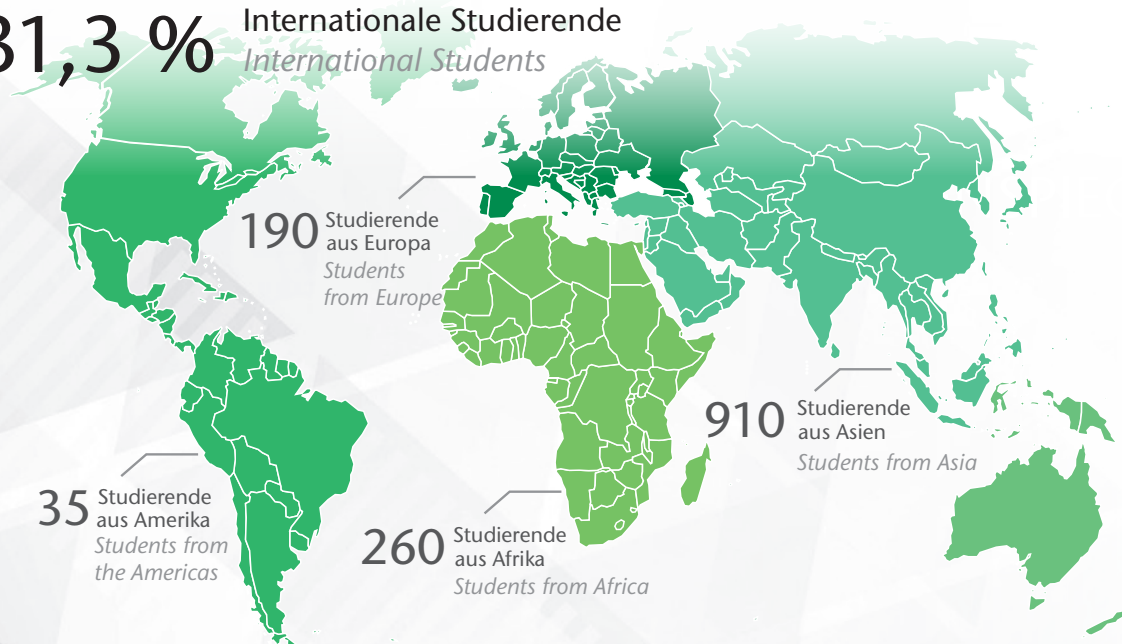 31,3 %
Internationale Studierende
International Students
190
Studierende
aus Europa
Students
from Europe
910
Studierende
aus Asien
Students from Asia
35
Studierende
aus Amerika
Students from
the Americas
260
Studierende
aus Afrika
Students from Africa